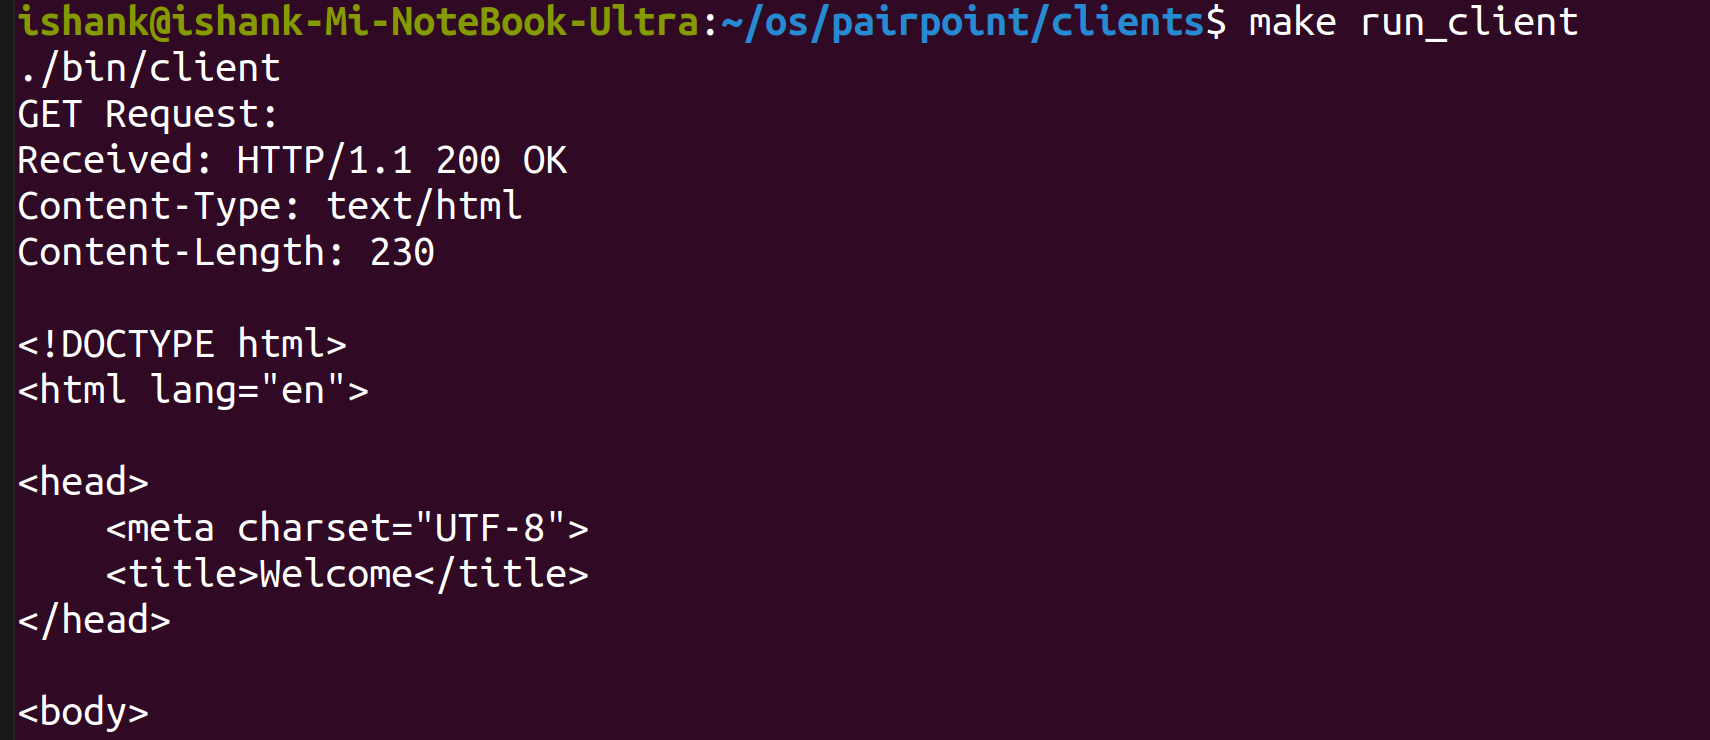 ishank@ishank-Mi-NoteBook-Ultra:~/os/pairpoint/clients$ make run_client
./bin/client
GET Request:
Received: HTTP/1.1 200 OK
Content-Type: text/html
Content-Length: 230

<!DOCTYPE html>
<html lang="en">

<head>
    <meta charset="UTF-8">
    <title>Welcome</title>
</head>

<body>